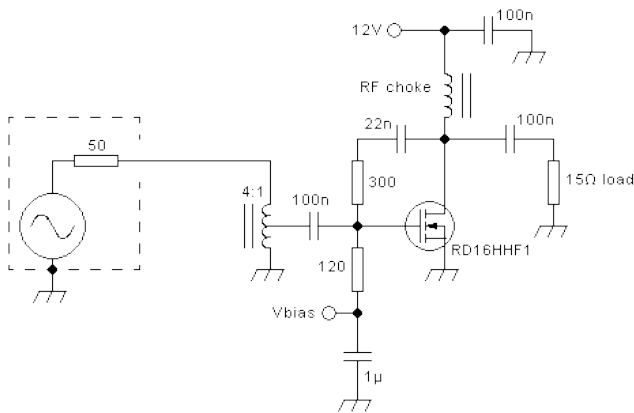 100n
12V
RF choke
50
22n
100n
4:1
100n
300
15Ω load
RD16HHF1
120
Vbias
1µ